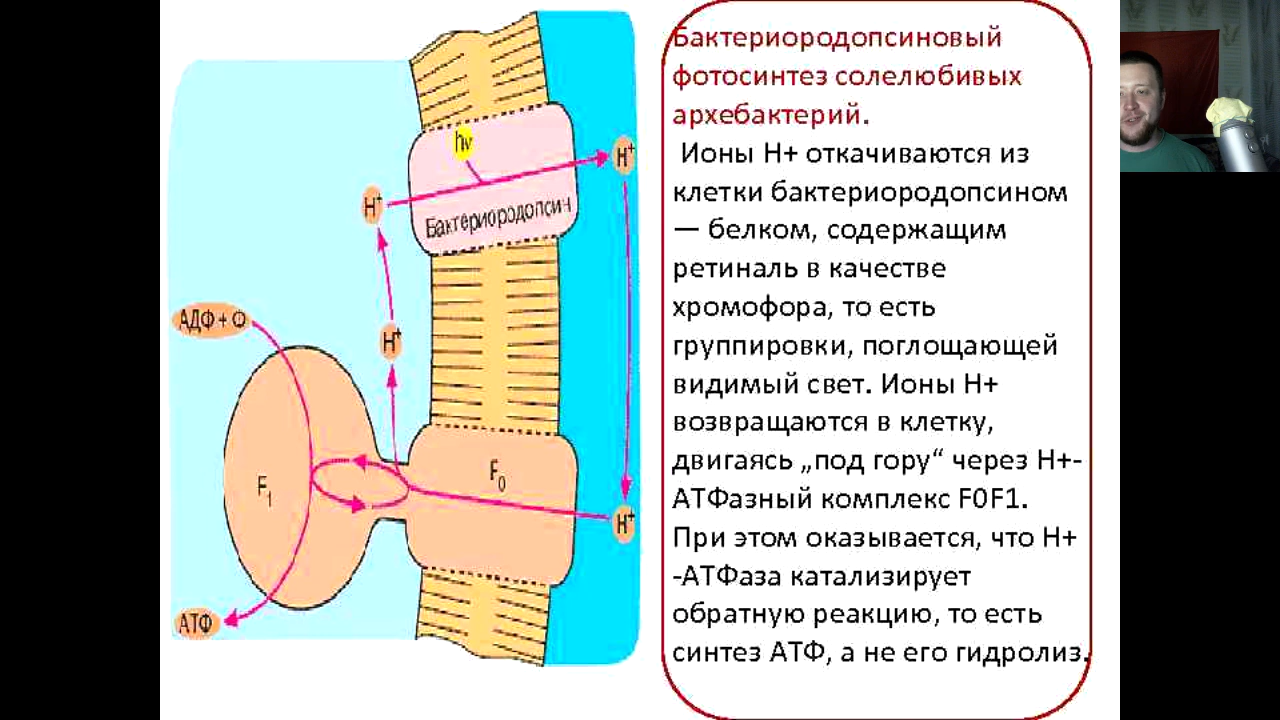 hν
H⁺
H⁺
Бактериородопсин
АДФ + Ф
H⁺
F₁
F₀
H⁺
АТФ
Бактериородопсиновый
фотосинтез солелюбивых
архебактерий.
Ионы Н+ откачиваются из
клетки бактериородопсином
— белком, содержащим
ретиналь в качестве
хромофора, то есть
группировки, поглощающей
видимый свет. Ионы Н+
возвращаются в клетку,
двигаясь „под гору“ через Н+-
АТФазный комплекс F0F1.
При этом оказывается, что Н+
-АТФаза катализирует
обратную реакцию, то есть
синтез АТФ, а не его гидролиз.